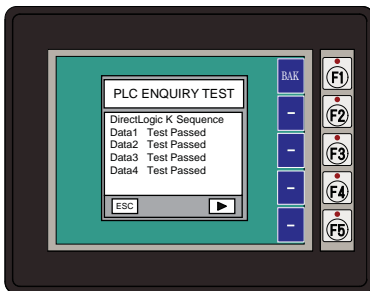 PLC ENQUIRY TEST
DirectLogic K Sequence
Data1 Test Passed
Data2 Test Passed
Data3 Test Passed
Data4 Test Passed
ESC
BAK
–
–
–
–
F1
F2
F3
F4
F5